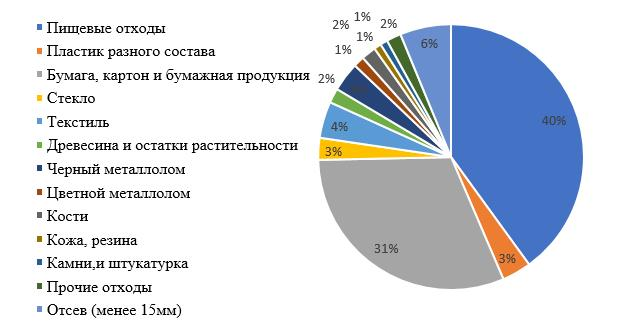 Пищевые отходы
Пластик разного состава
Бумага, картон и бумажная продукция
Стекло
Текстиль
Древесина и остатки растительности
Черный металлолом
Цветной металлолом
Кости
Кожа, резина
Камни,и штукатурка
Прочие отходы
Отсев (менее 15мм)
40%
3%
31%
3%
4%
2%
1%
2%
1%
1%
2%
6%